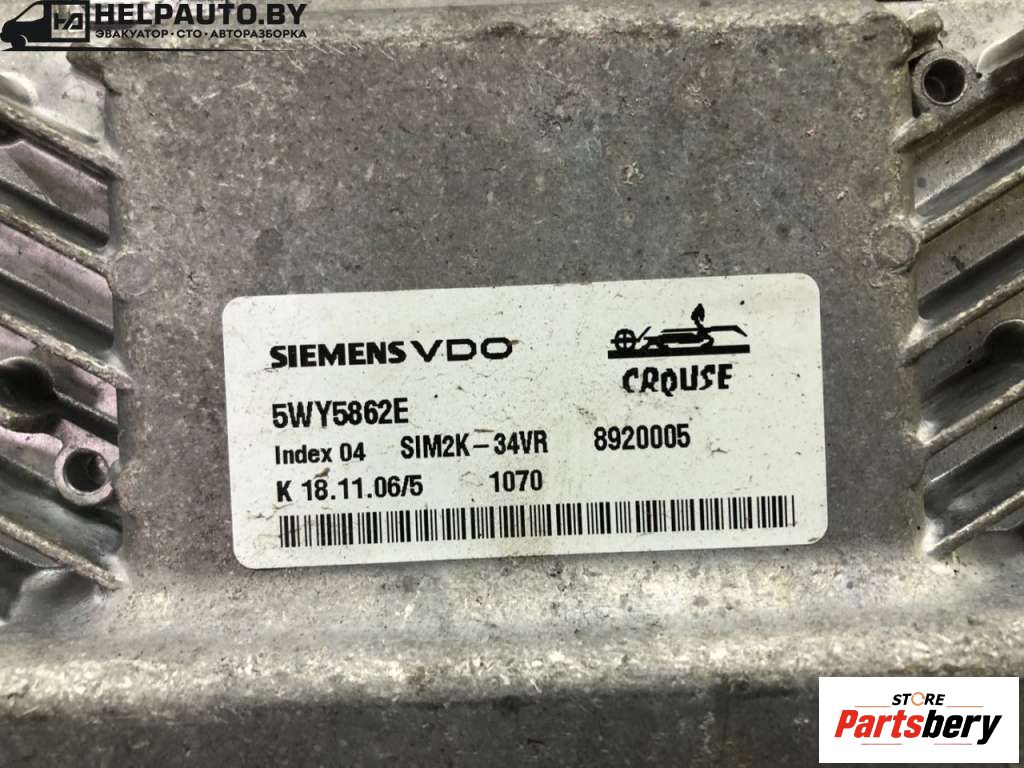 HELPAUTO.BY
ЭВАКУАТОР • СТО • АВТОРАЗБОРКА
SIEMENS VDO
CROUSE
5WY5862E
Index 04 SIM2K-34VR 8920005
K 18.11.06/5 1070
STORE
Partsbery